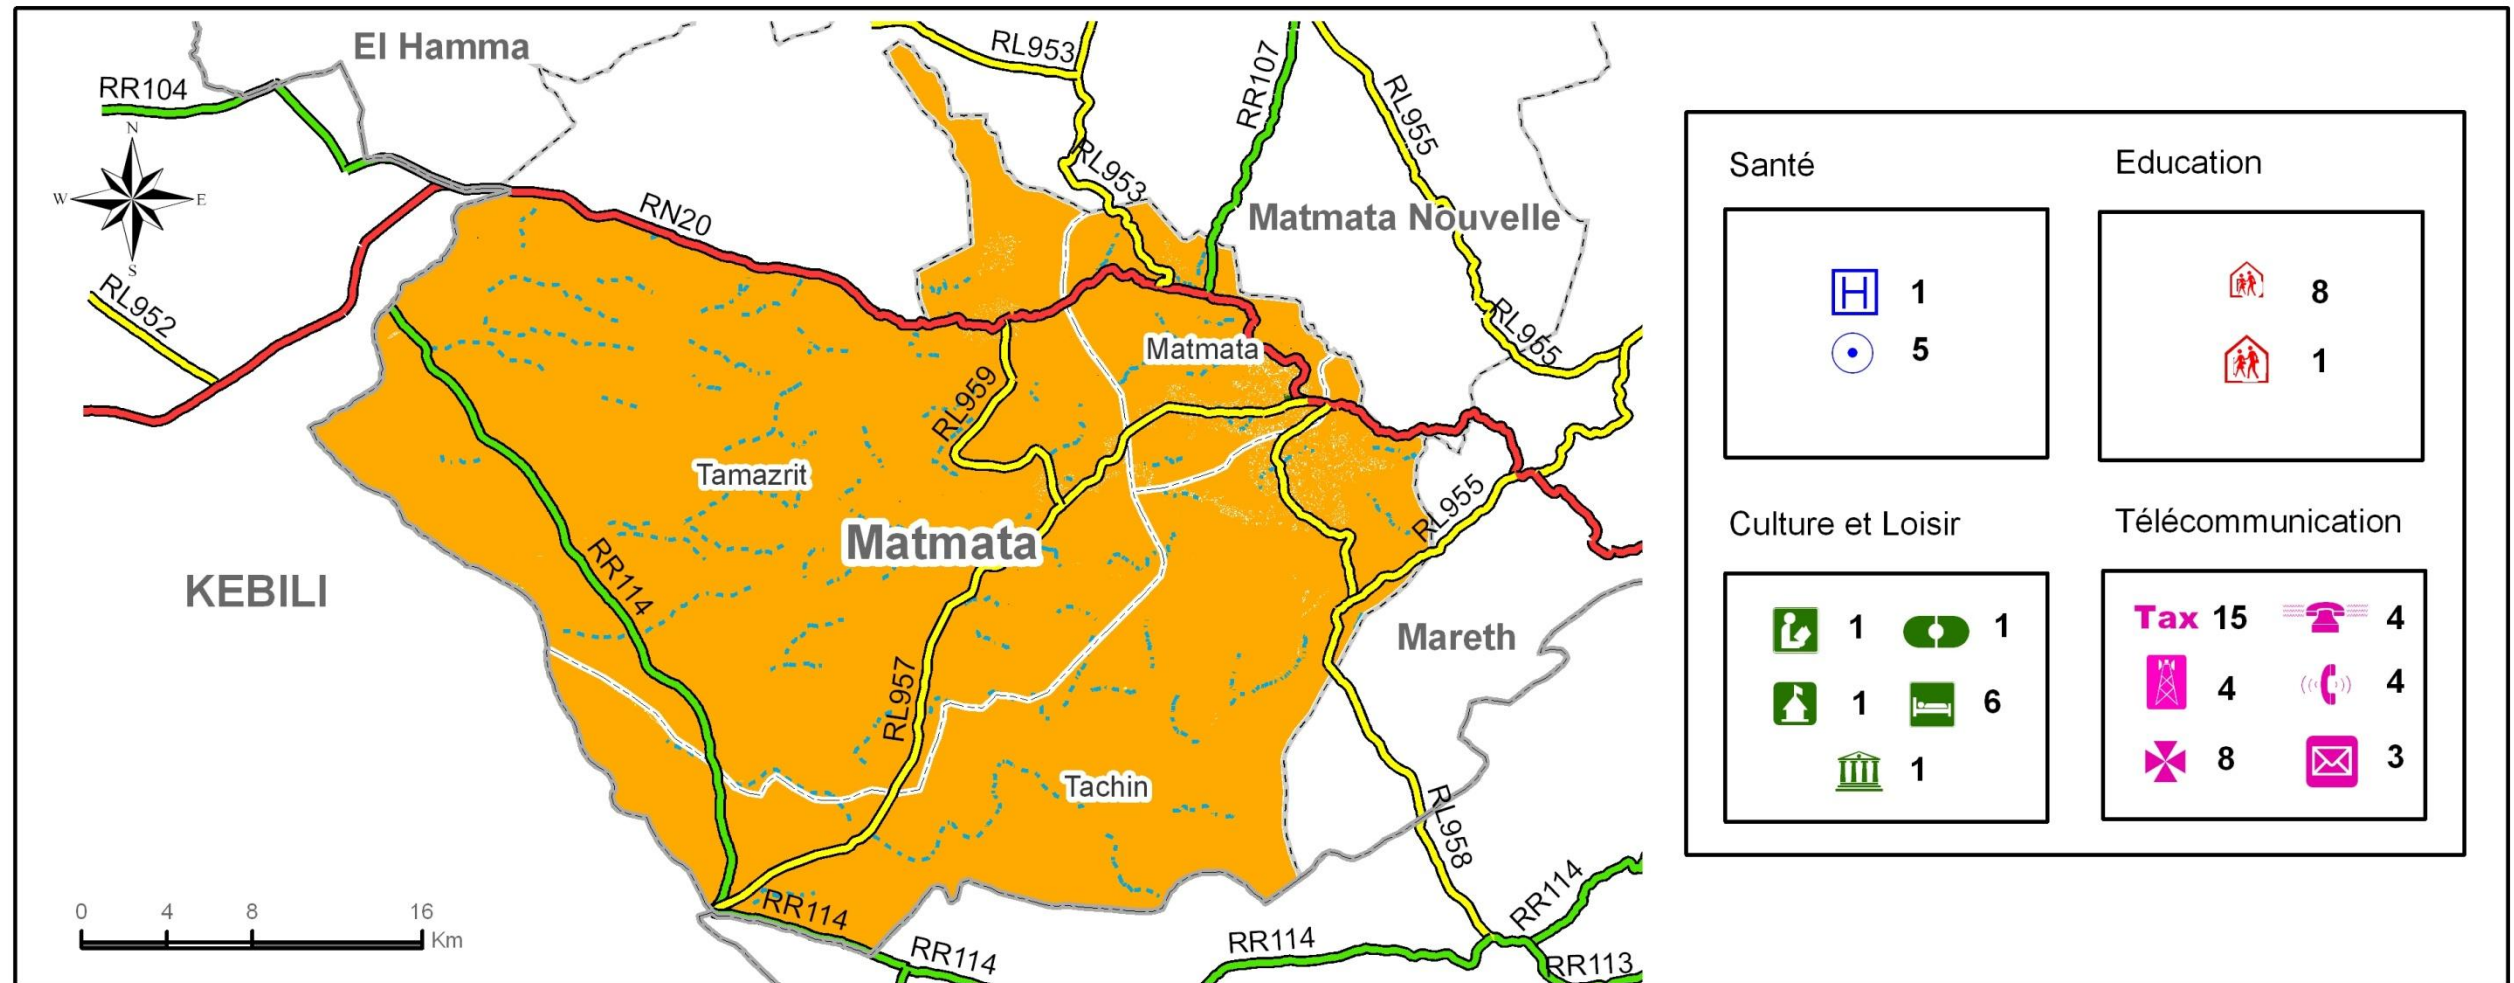 El Hamma
RL953
RR104
RR107
RL955
N
W
E
S
RL953
RN20
Matmata Nouvelle
RL952
RL955
Matmata
RL959
Tamazrit
RL955
Matmata
RR114
KEBILI
Mareth
RL957
Tachin
RL958
RR114
RR114
RR114
RR114
RR113
0 4 8 16
Km
Santé
H 1
5
Education
8
1
Culture et Loisir
1 1
1 6
1
Télécommunication
Tax 15 4
4 4
8 3